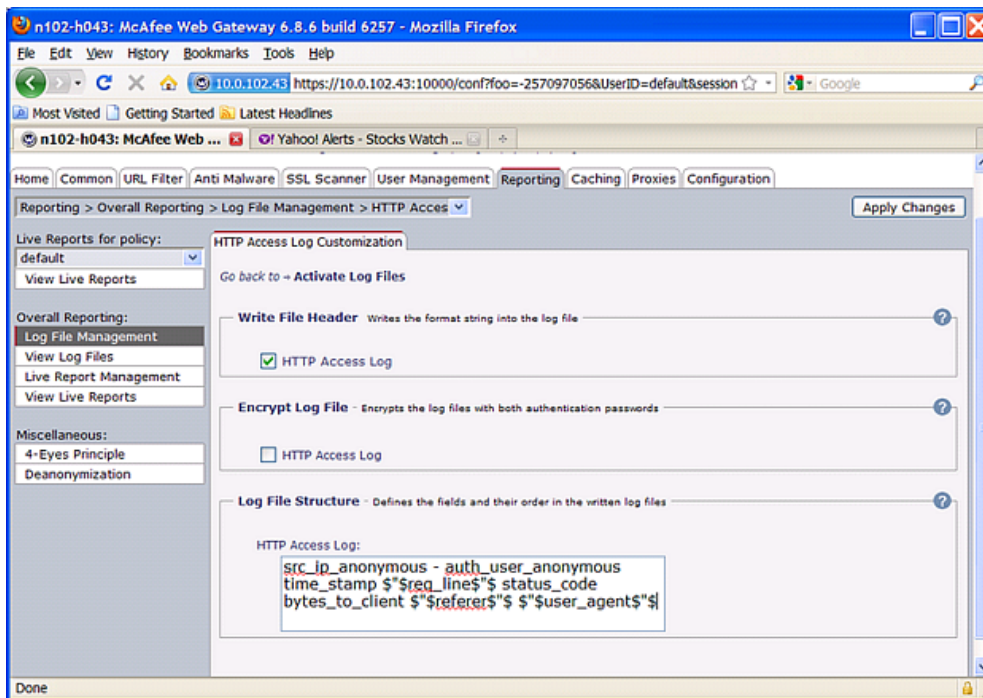 n102-h043: McAfee Web Gateway 6.8.6 build 6257 - Mozilla Firefox
File Edit View History Bookmarks Tools Help
10.0.102.43 https://10.0.102.43:10000/conf?foo=-257097056&UserID=default&session Google
Most Visited Getting Started Latest Headlines
n102-h043: McAfee Web ... Y! Yahoo! Alerts - Stocks Watch ...
Home Common URL Filter Anti Malware SSL Scanner User Management Reporting Caching Proxies Configuration
Reporting > Overall Reporting > Log File Management > HTTP Acces Apply Changes
Live Reports for policy:
default
View Live Reports
Overall Reporting:
Log File Management
View Log Files
Live Report Management
View Live Reports
Miscellaneous:
4-Eyes Principle
Deanonymization
HTTP Access Log Customization
Go back to → Activate Log Files
Write File Header Writes the format string into the log file ?
HTTP Access Log
Encrypt Log File - Encrypts the log files with both authentication passwords ?
HTTP Access Log
Log File Structure - Defines the fields and their order in the written log files ?
HTTP Access Log:
src_ip_anonymous - auth_user_anonymous
time_stamp $"$req_line$"$ status_code
bytes_to_client $"$referer$"$ $"$user_agent$"$
Done